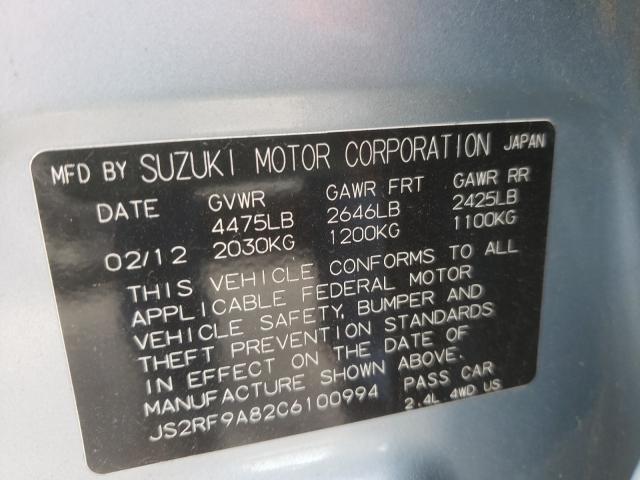 MFD BY SUZUKI MOTOR CORPORATION JAPAN
DATE GVWR GAWR FRT GAWR RR
4475LB 2646LB 2425LB
02/12 2030KG 1200KG 1100KG
THIS VEHICLE CONFORMS TO ALL
APPLICABLE FEDERAL MOTOR
VEHICLE SAFETY, BUMPER AND
THEFT PREVENTION STANDARDS
IN EFFECT ON THE DATE OF
MANUFACTURE SHOWN ABOVE.
JS2RF9A82C6100994 PASS CAR
2.4L 4WD US